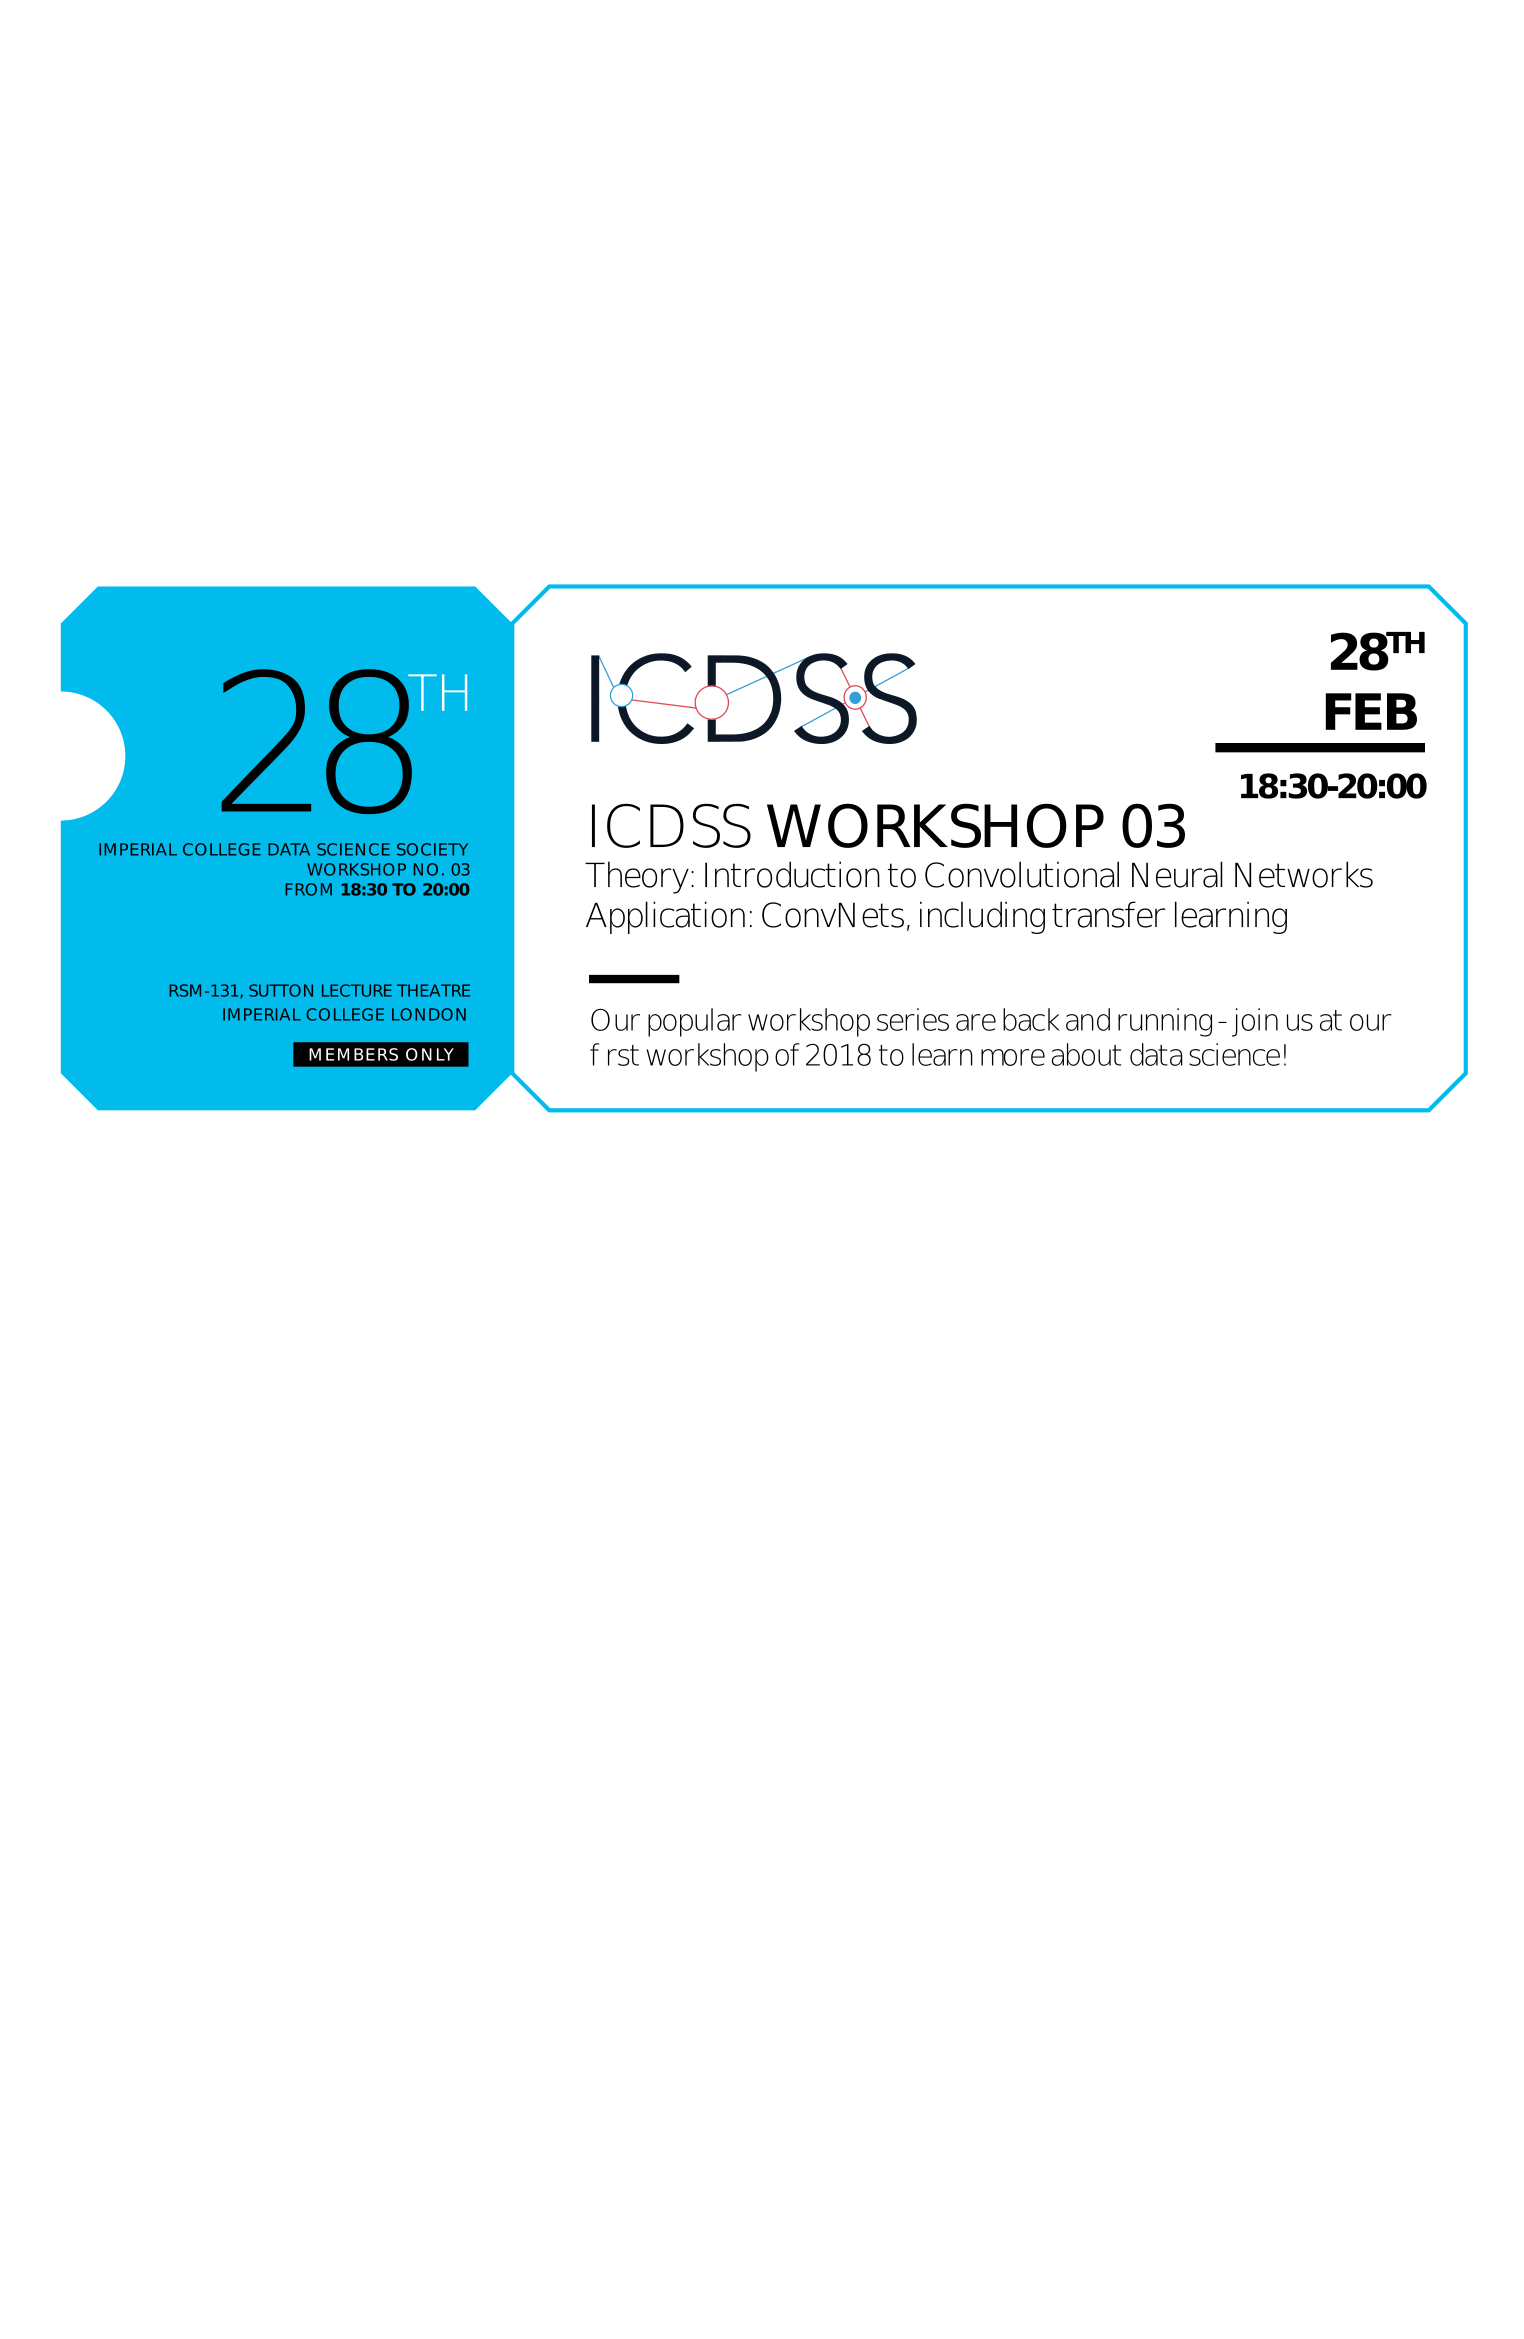 28TH
IMPERIAL COLLEGE DATA SCIENCE SOCIETY
WORKSHOP NO. 03
FROM 18:30 TO 20:00
RSM-131, SUTTON LECTURE THEATRE
IMPERIAL COLLEGE LONDON
MEMBERS ONLY
ICDSS
28TH
FEB
18:30-20:00
ICDSS WORKSHOP 03
Theory: Introduction to Convolutional Neural Networks
Application: ConvNets, including transfer learning
Our popular workshop series are back and running - join us at our
f rst workshop of 2018 to learn more about data science!